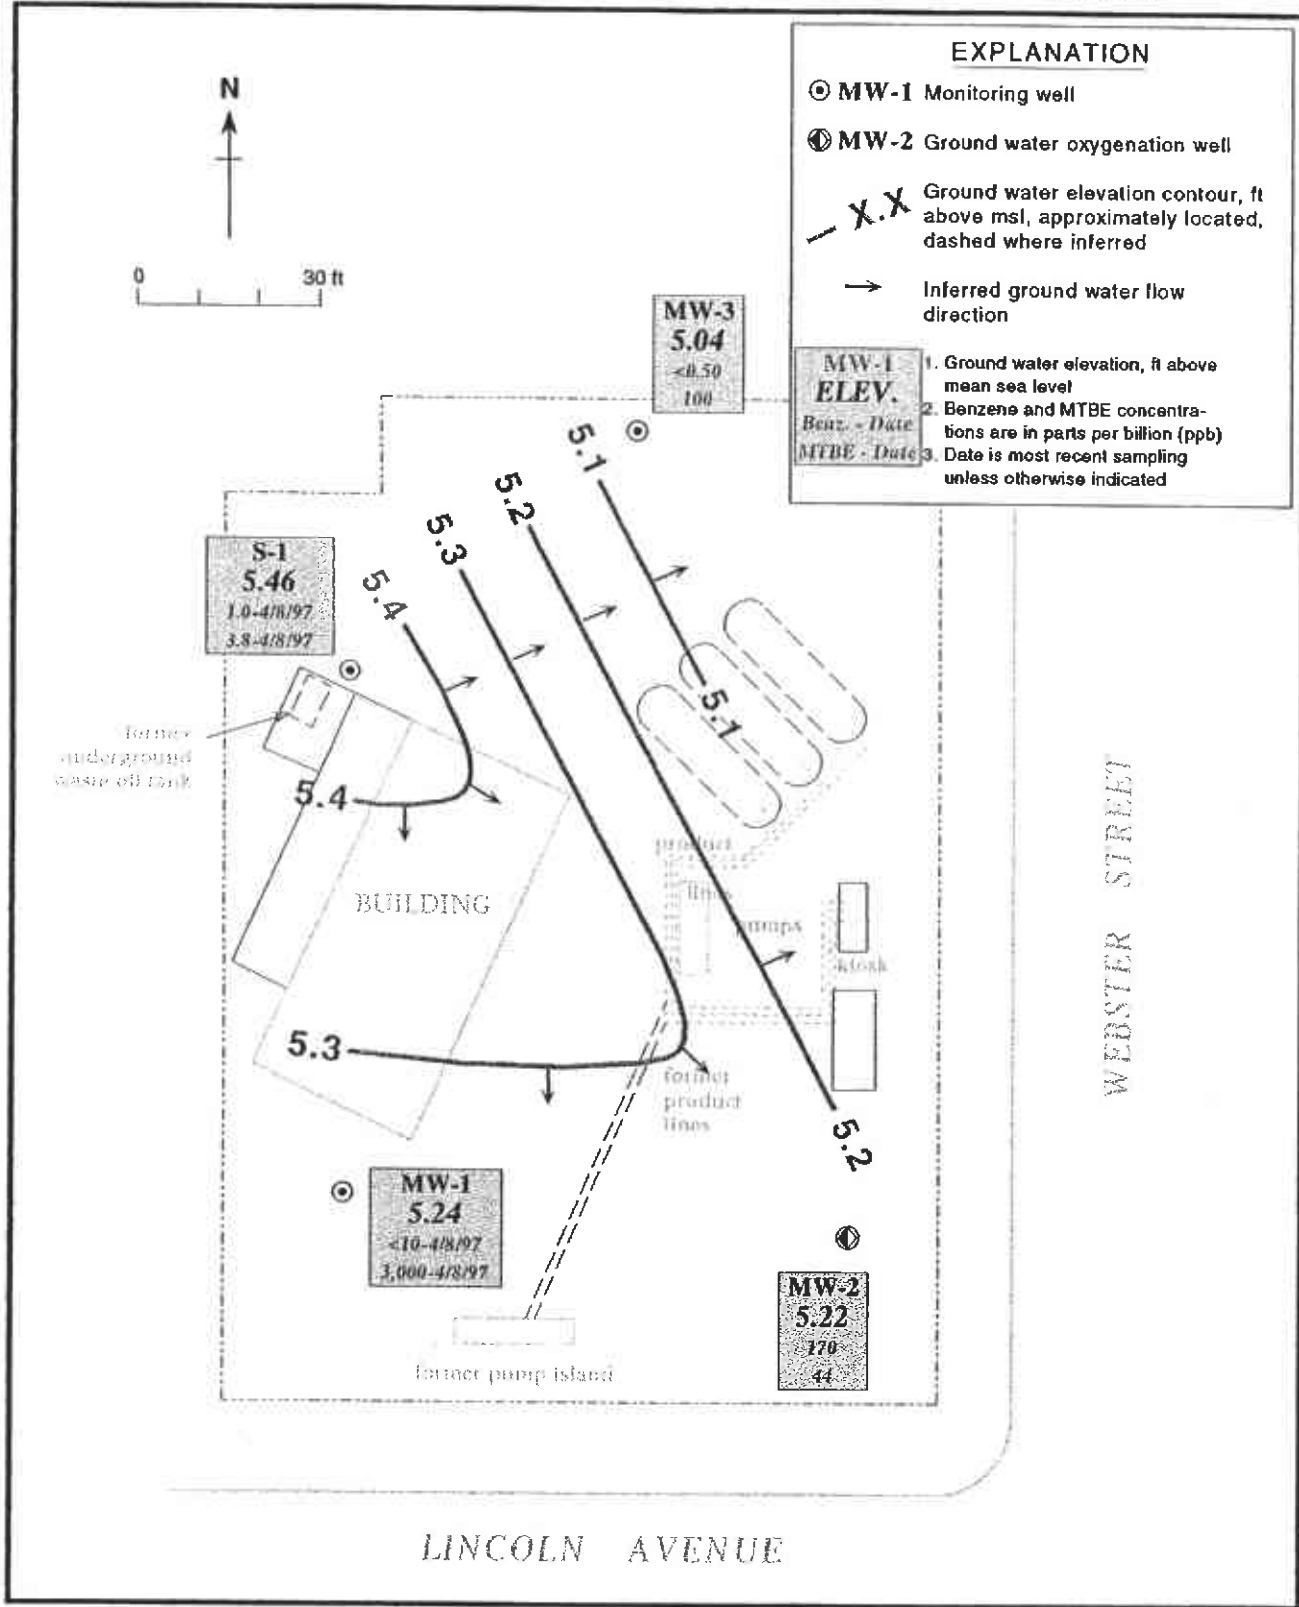 N
0 30 ft
EXPLANATION
MW-1 Monitoring well
MW-2 Ground water oxygenation well
X.X Ground water elevation contour, ft
above msl, approximately located,
dashed where inferred
Inferred ground water flow
direction
MW-1
ELEV.
Benz. - Date
MTBE - Date
1. Ground water elevation, ft above
mean sea level
2. Benzene and MTBE concentra-
tions are in parts per billion (ppb)
3. Date is most recent sampling
unless otherwise indicated
MW-3
5.04
<0.50
100
5.1
5.2
5.3
5.4
S-1
5.46
1.0-4/8/97
3.8-4/8/97
former
underground
waste oil tank
5.4
5.1
BUILDING
product
lines
pumps
kiosk
5.3
former
product
lines
5.2
MW-1
5.24
<10-4/8/97
3,000-4/8/97
MW-2
5.22
170
44
former pump island
WEBSTER STREET
LINCOLN AVENUE